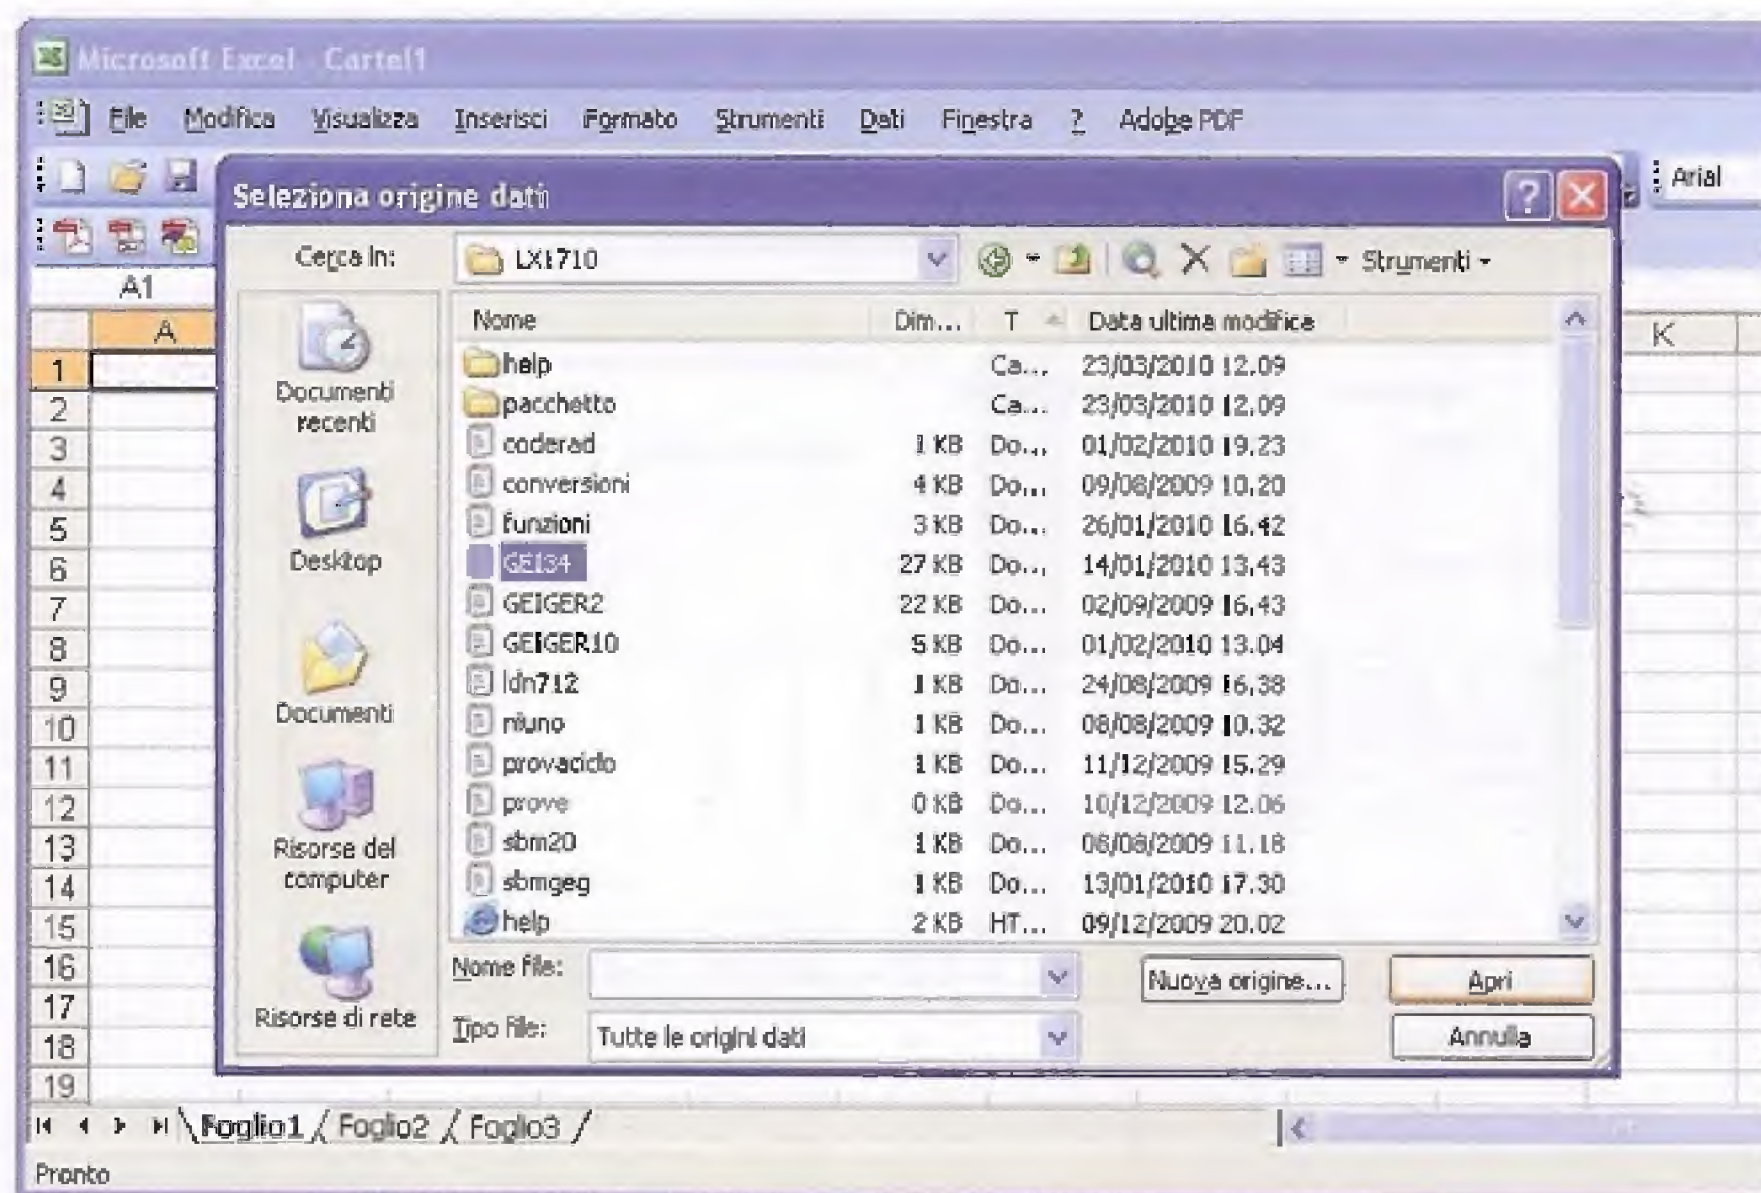 Microsoft Excel - Cartel1
File Modifica Visualizza Inserisci Formato Strumenti Dati Finestra ? Adobe PDF
Arial
Seleziona origine dati
Cerca in: LX1710 Strumenti
A1
A K
Nome Dim... T Data ultima modifica
help Ca... 23/03/2010 12.09
pacchetto Ca... 23/03/2010 12.09
coderad 1 KB Do... 01/02/2010 19.23
conversioni 4 KB Do... 09/08/2009 10.20
funzioni 3 KB Do... 26/01/2010 16.42
GEI34 27 KB Do... 14/01/2010 13.43
GEIGER2 22 KB Do... 02/09/2009 16.43
GEIGER10 5 KB Do... 01/02/2010 13.04
ldn712 1 KB Do... 24/08/2009 16.38
niuno 1 KB Do... 08/08/2009 10.32
provaciclo 1 KB Do... 11/12/2009 15.29
prove 0 KB Do... 10/12/2009 12.06
sbm20 1 KB Do... 08/08/2009 11.18
sbmgeg 1 KB Do... 13/01/2010 17.30
help 2 KB HT... 09/12/2009 20.02
Documenti
recenti
Desktop
Documenti
Risorse del
computer
Risorse di rete
Nome file: Nuova origine... Apri
Tipo file: Tutte le origini dati Annulla
1
2
3
4
5
6
7
8
9
10
11
12
13
14
15
16
17
18
19
Foglio1 / Foglio2 / Foglio3 /
Pronto